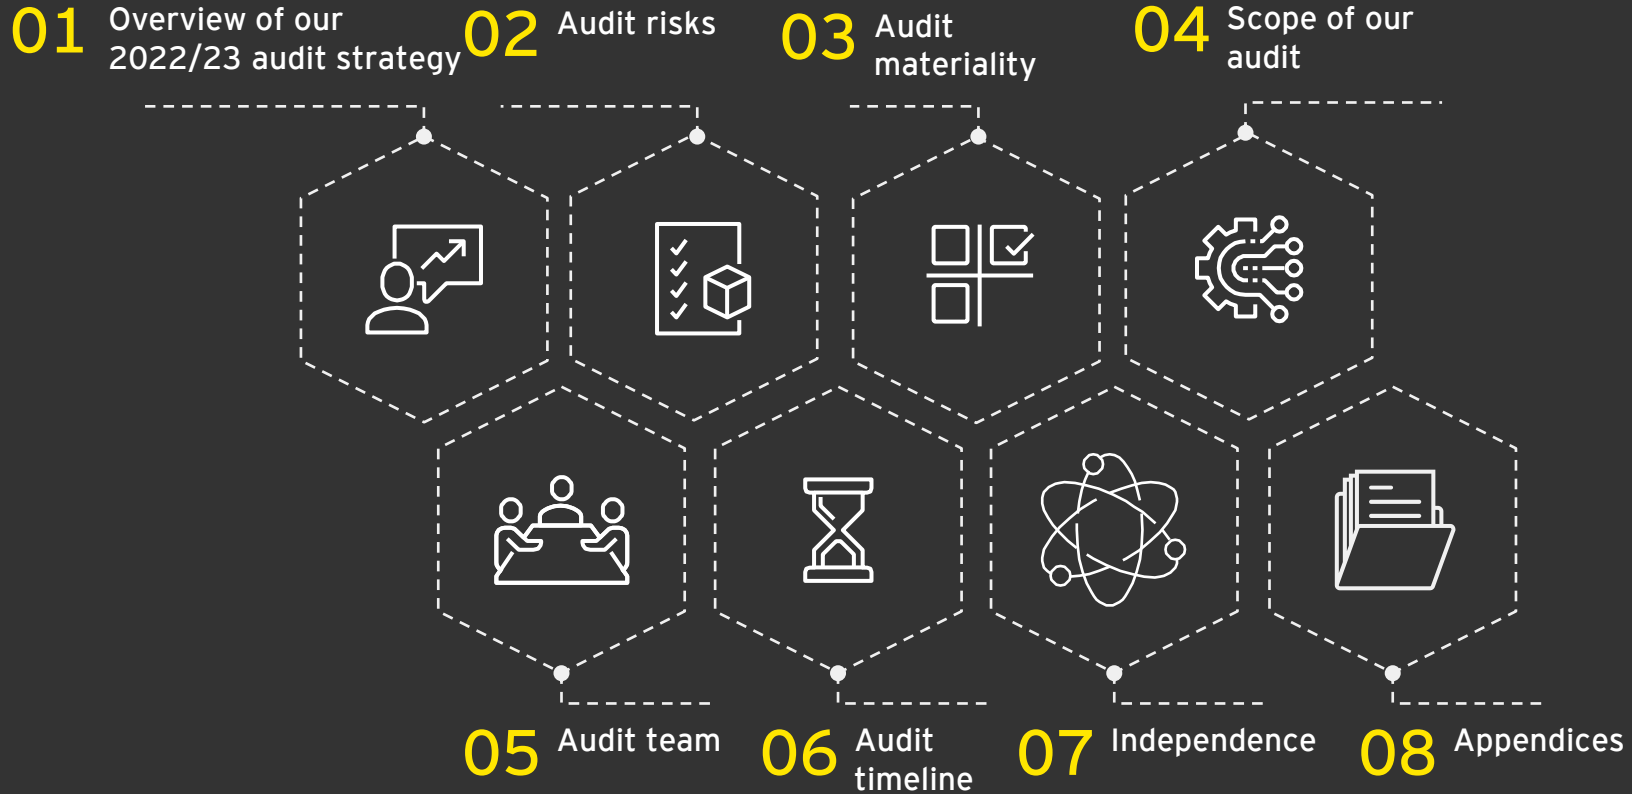 01 Overview of our
2022/23 audit strategy
02 Audit risks
03 Audit
materiality
04 Scope of our
audit
05 Audit team
06 Audit
timeline
07 Independence
08 Appendices